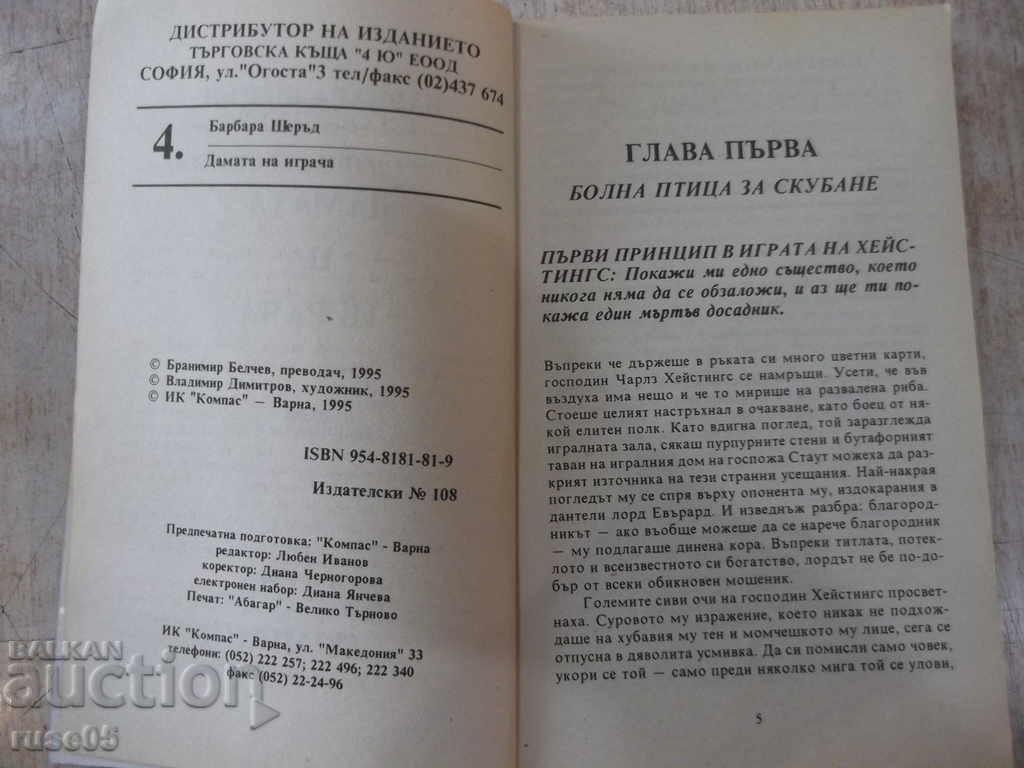 ДИСТРИБУТОР НА ИЗДАНИЕТО
ТЪРГОВСКА КЪЩА "4 Ю" ЕООД
СОФИЯ, ул."Огоста"3 тел/факс (02)437 674
4.
Барбара Шеръд
Дамата на играча
© Бранимир Белчев, преводач, 1995
© Владимир Димитров, художник, 1995
© ИК "Компас" — Варна, 1995
ISBN 954-8181-81-9
Издателски № 108
Предпечатна подготовка: "Компас" - Варна
редактор: Любен Иванов
коректор: Диана Черногорова
електронен набор: Диана Янчева
Печат: "Абагар" - Велико Търново
ИК "Компас" - Варна, ул. "Македония" 33
телефони: (052) 222 257; 222 496; 222 340
факс (052) 22-24-96
ГЛАВА ПЪРВА
БОЛНА ПТИЦА ЗА СКУБАНЕ
ПЪРВИ ПРИНЦИП В ИГРАТА НА ХЕЙС-
ТИНГС: Покажи ми едно същество, което
никога няма да се обзаложи, и аз ще ти по-
кажа един мъртъв досадник.
Въпреки че държеше в ръката си много цветни карти,
господин Чарлз Хейстингс се намръщи. Усети, че във
въздуха има нещо и че то мирише на развалена риба.
Стоеше целият настръхнал в очакване, като боец от ня-
кой елитен полк. Като вдигна поглед, той заразглежда
игралната зала, сякаш пурпурните стени и бутафорният
таван на игралния дом на госпожа Стаут можеха да раз-
крият източника на тези странни усещания. Най-накрая
погледът му се спря върху опонента му, издокарания в
дантели лорд Евърард. И изведнъж разбра: благород-
никът — ако въобще можеше да се нарече благородник
— му подлагаше динена кора. Въпреки титлата, потек-
лото и всеизвестното си богатство, лордът не бе по-до-
бър от всеки обикновен мошеник.
Големите сиви очи на господин Хейстингс просвет-
наха. Суровото му изражение, което никак не подхож-
даше на хубавия му тен и момчешкото му лице, сега се
отпусна в дяволита усмивка. Да си помисли само човек,
укори се той — само преди няколко мига той се улови,
5
BALKAN
auction
ruse05